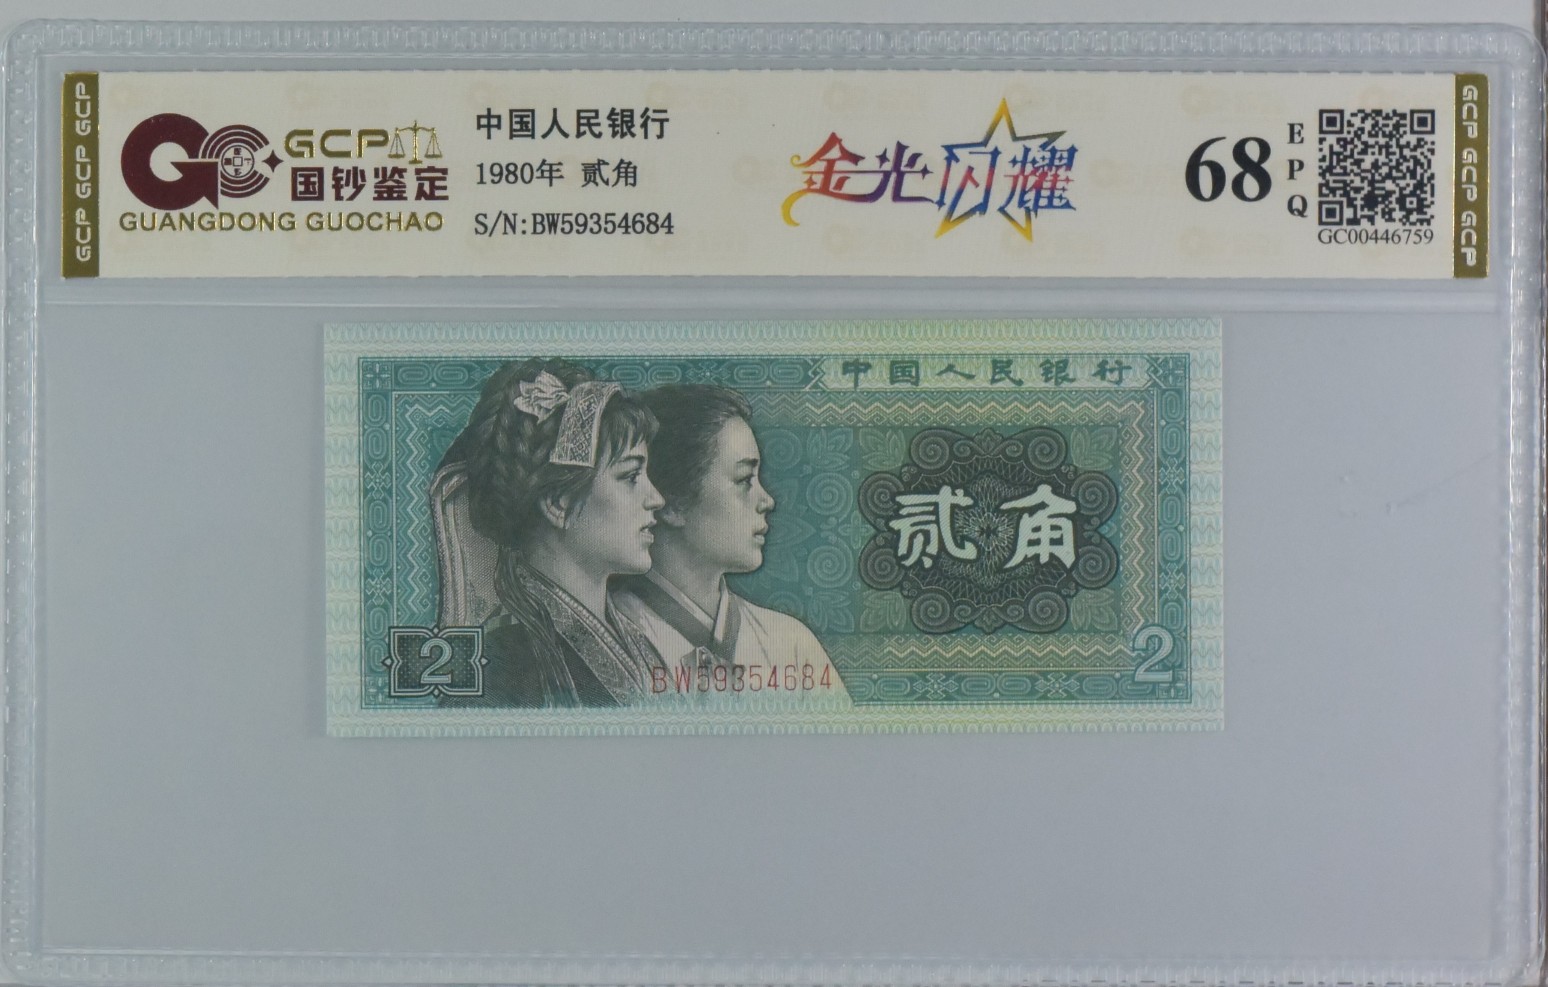 GCP GCP GCP
GCP
国钞鉴定
GUANGDONG GUOCHAO
中国人民银行
1980年 贰角
S/N:BW59354684
金光闪耀
68
EPQ
GC00446759
GCP GCP GCP
中国人民银行
贰角
2
BW59354684
2